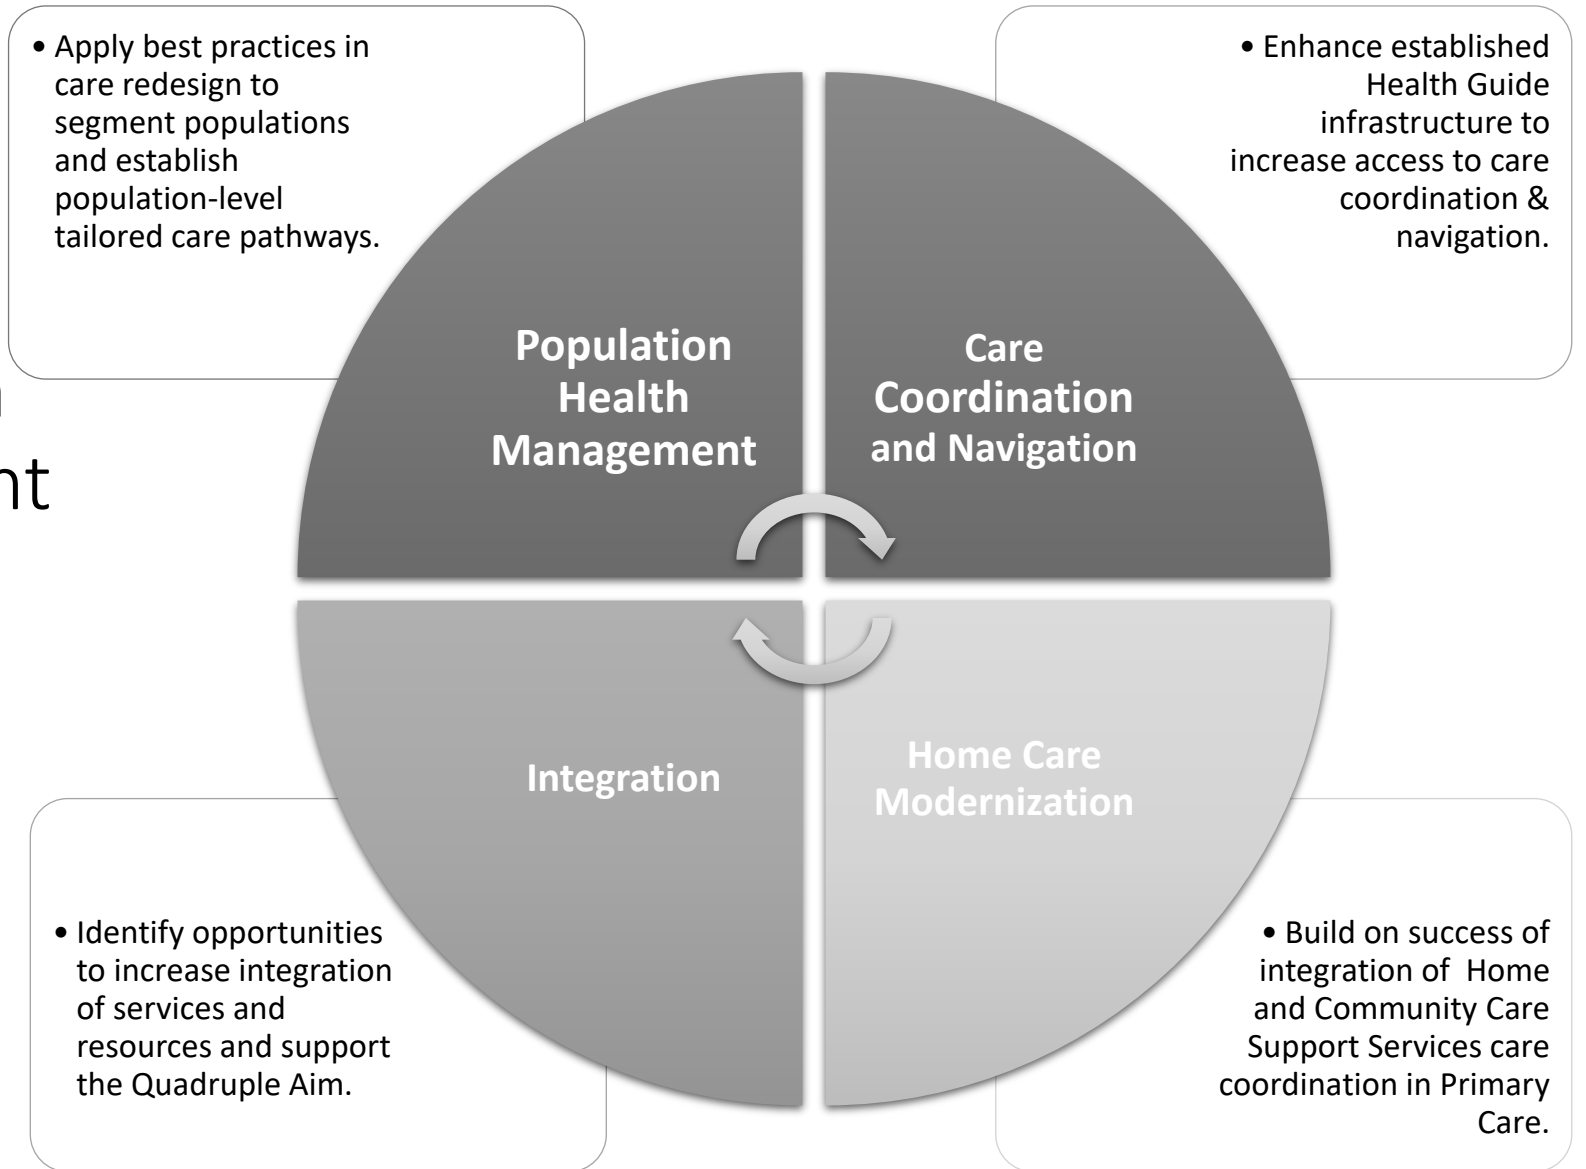 • Apply best practices in
care redesign to
segment populations
and establish
population-level
tailored care pathways.
• Enhance established
Health Guide
infrastructure to
increase access to care
coordination &
navigation.
Population
Health
Management
Care
Coordination
and Navigation
Integration
Home Care
Modernization
• Identify opportunities
to increase integration
of services and
resources and support
the Quadruple Aim.
• Build on success of
integration of Home
and Community Care
Support Services care
coordination in Primary
Care.